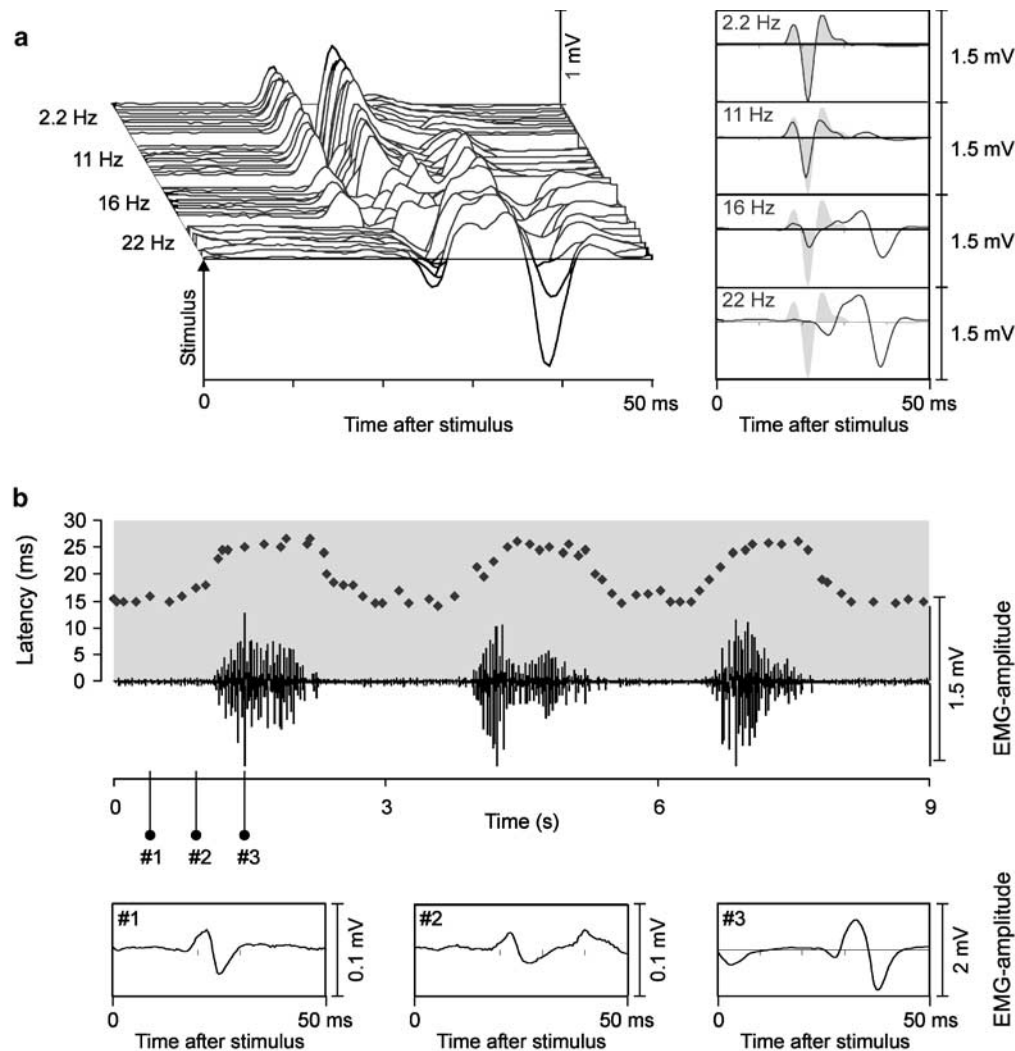 a
1 mV
2.2 Hz
11 Hz
16 Hz
22 Hz
Stimulus
0
50 ms
Time after stimulus
2.2 Hz
1.5 mV
11 Hz
1.5 mV
16 Hz
1.5 mV
22 Hz
1.5 mV
0
50 ms
Time after stimulus
b
Latency (ms)
30
25
20
15
10
5
0
1.5 mV
EMG-amplitude
0
3
6
9
Time (s)
#1
#2
#3
#1
0.1 mV
0
50 ms
Time after stimulus
#2
0.1 mV
0
50 ms
Time after stimulus
#3
2 mV
0
50 ms
Time after stimulus
EMG-amplitude